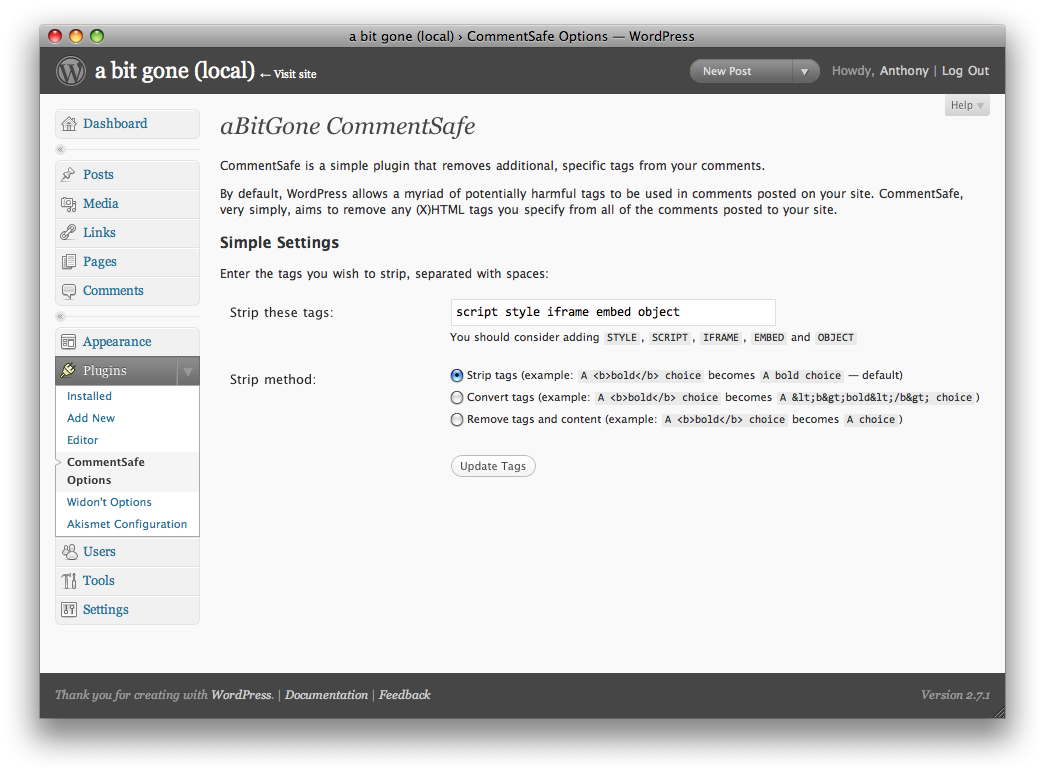 a bit gone (local) › CommentSafe Options — WordPress
a bit gone (local) ← Visit site
New Post
Howdy, Anthony | Log Out
Help
Dashboard
Posts
Media
Links
Pages
Comments
Appearance
Plugins
Installed
Add New
Editor
CommentSafe
Options
Widon't Options
Akismet Configuration
Users
Tools
Settings
aBitGone CommentSafe
CommentSafe is a simple plugin that removes additional, specific tags from your comments.
By default, WordPress allows a myriad of potentially harmful tags to be used in comments posted on your site. CommentSafe,
very simply, aims to remove any (X)HTML tags you specify from all of the comments posted to your site.
Simple Settings
Enter the tags you wish to strip, separated with spaces:
Strip these tags:
script style iframe embed object
You should consider adding STYLE, SCRIPT, IFRAME, EMBED and OBJECT
Strip method:
Strip tags (example: A <b>bold</b> choice becomes A bold choice — default)
Convert tags (example: A <b>bold</b> choice becomes A &lt;b&gt;bold&lt;/b&gt; choice)
Remove tags and content (example: A <b>bold</b> choice becomes A choice)
Update Tags
Thank you for creating with WordPress. | Documentation | Feedback
Version 2.7.1